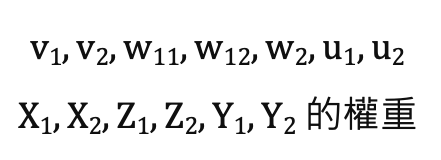 v₁, v₂, w₁₁, w₁₂, w₂, u₁, u₂
X₁, X₂, Z₁, Z₂, Y₁, Y₂ 的權重